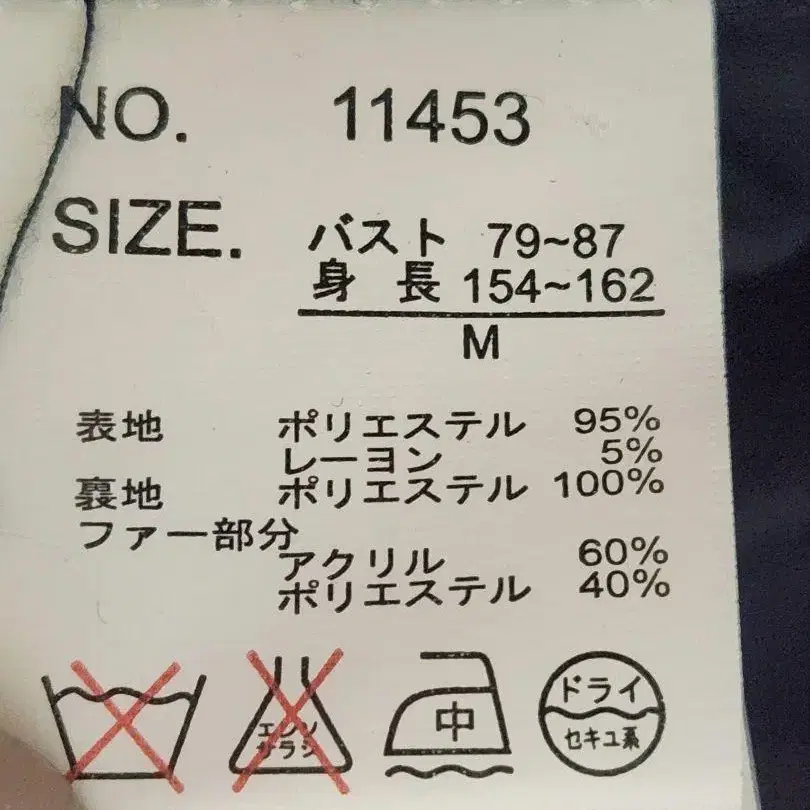 NO. 11453
SIZE. バスト 79~87
身長 154~162
M
表地 ポリエステル 95%
レーヨン 5%
裏地 ポリエステル 100%
ファー部分
アクリル 60%
ポリエステル 40%
エンソ
サラシ
中
ドライ
セキユ系